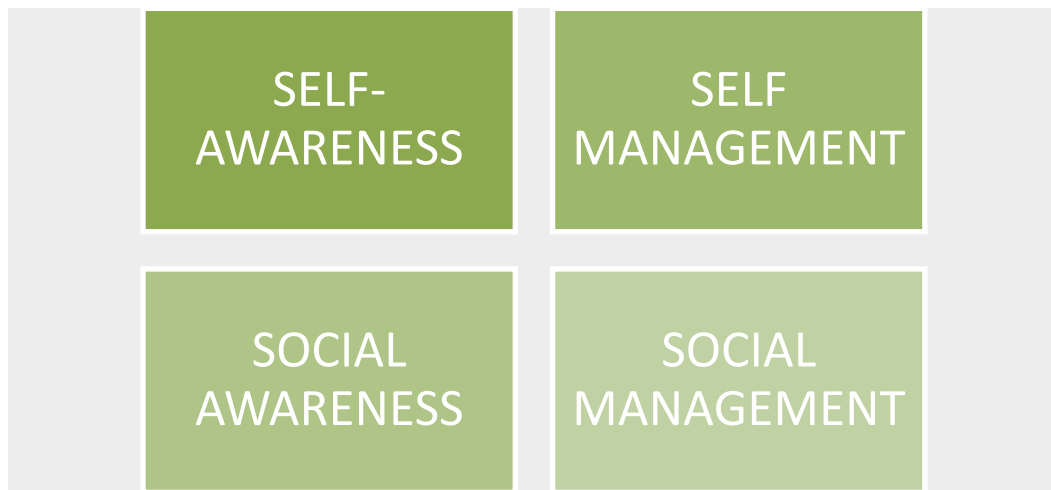 SELF-
AWARENESS
SELF
MANAGEMENT
SOCIAL
AWARENESS
SOCIAL
MANAGEMENT